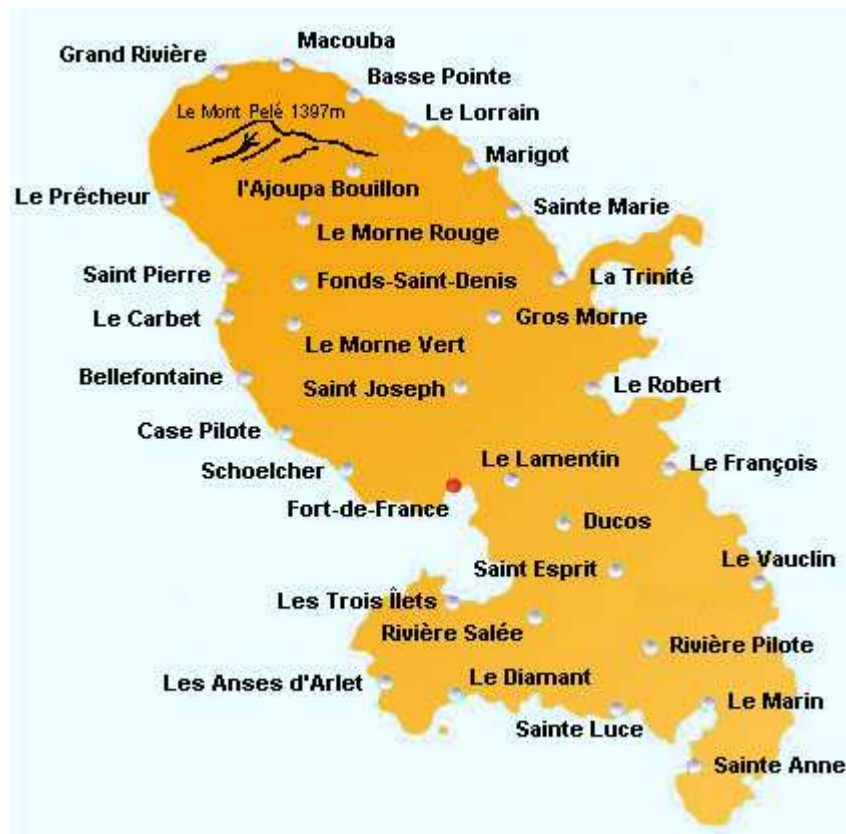 Macouba
Grand Rivière
Basse Pointe
Le Mont Pelé 1397m
Le Lorrain
Marigot
l'Ajoupa Bouillon
Le Prêcheur
Sainte Marie
Le Morne Rouge
Saint Pierre
Fonds-Saint-Denis
La Trinité
Le Carbet
Gros Morne
Le Morne Vert
Bellefontaine
Saint Joseph
Le Robert
Case Pilote
Le Lamentin
Schoelcher
Le François
Fort-de-France
Ducos
Le Vauclin
Saint Esprit
Les Trois Îlets
Rivière Salée
Rivière Pilote
Les Anses d'Arlet
Le Diamant
Le Marin
Sainte Luce
Sainte Anne